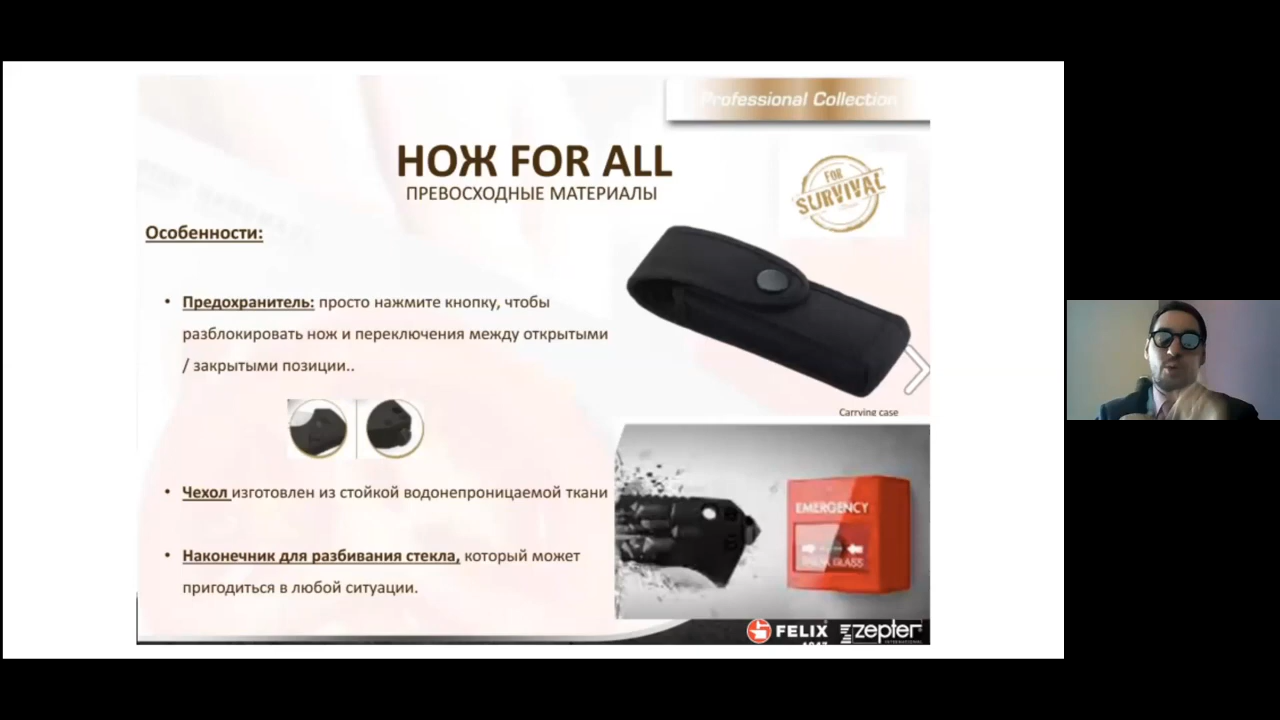 Professional Collection
НОЖ FOR ALL
ПРЕВОСХОДНЫЕ МАТЕРИАЛЫ
FOR
SURVIVAL
Особенности:
• Предохранитель: просто нажмите кнопку, чтобы
разблокировать нож и переключения между открытыми
/ закрытыми позиции..
Carrying case
• Чехол изготовлен из стойкой водонепроницаемой ткани
EMERGENCY
GLASS
• Наконечник для разбивания стекла, который может
пригодиться в любой ситуации.
FELIX
zepter
INTERNATIONAL